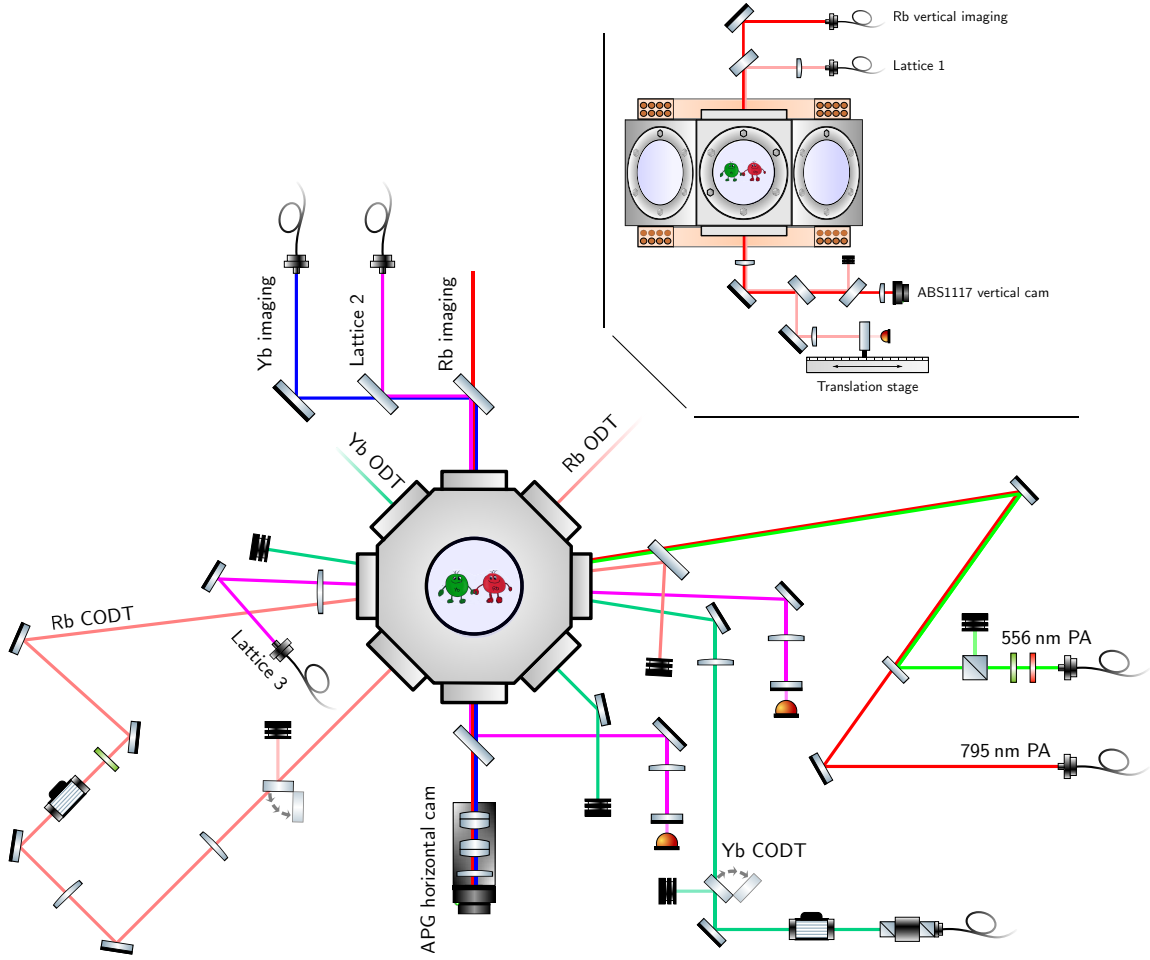 Rb vertical imaging
Lattice 1
ABS1117 vertical cam
Translation stage
Yb imaging
Lattice 2
Rb imaging
Yb ODT
Rb ODT
Rb CODT
Lattice 3
556 nm PA
795 nm PA
APG horizontal cam
Yb CODT